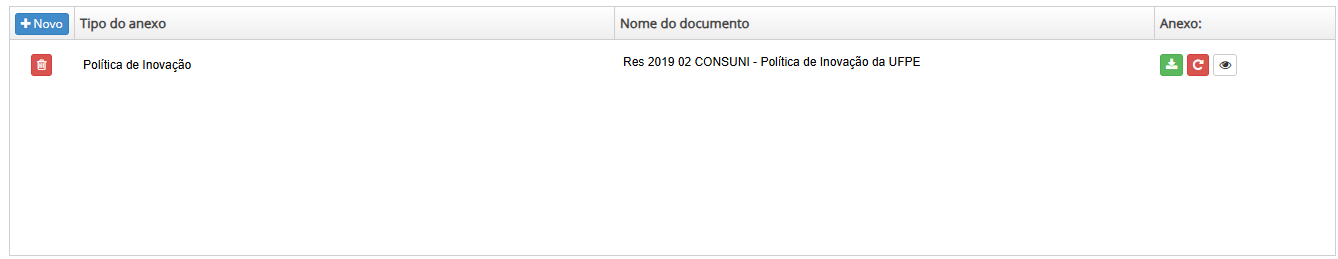 Novo Tipo do anexo Nome do documento Anexo:
Política de Inovação Res 2019 02 CONSUNI - Política de Inovação da UFPE